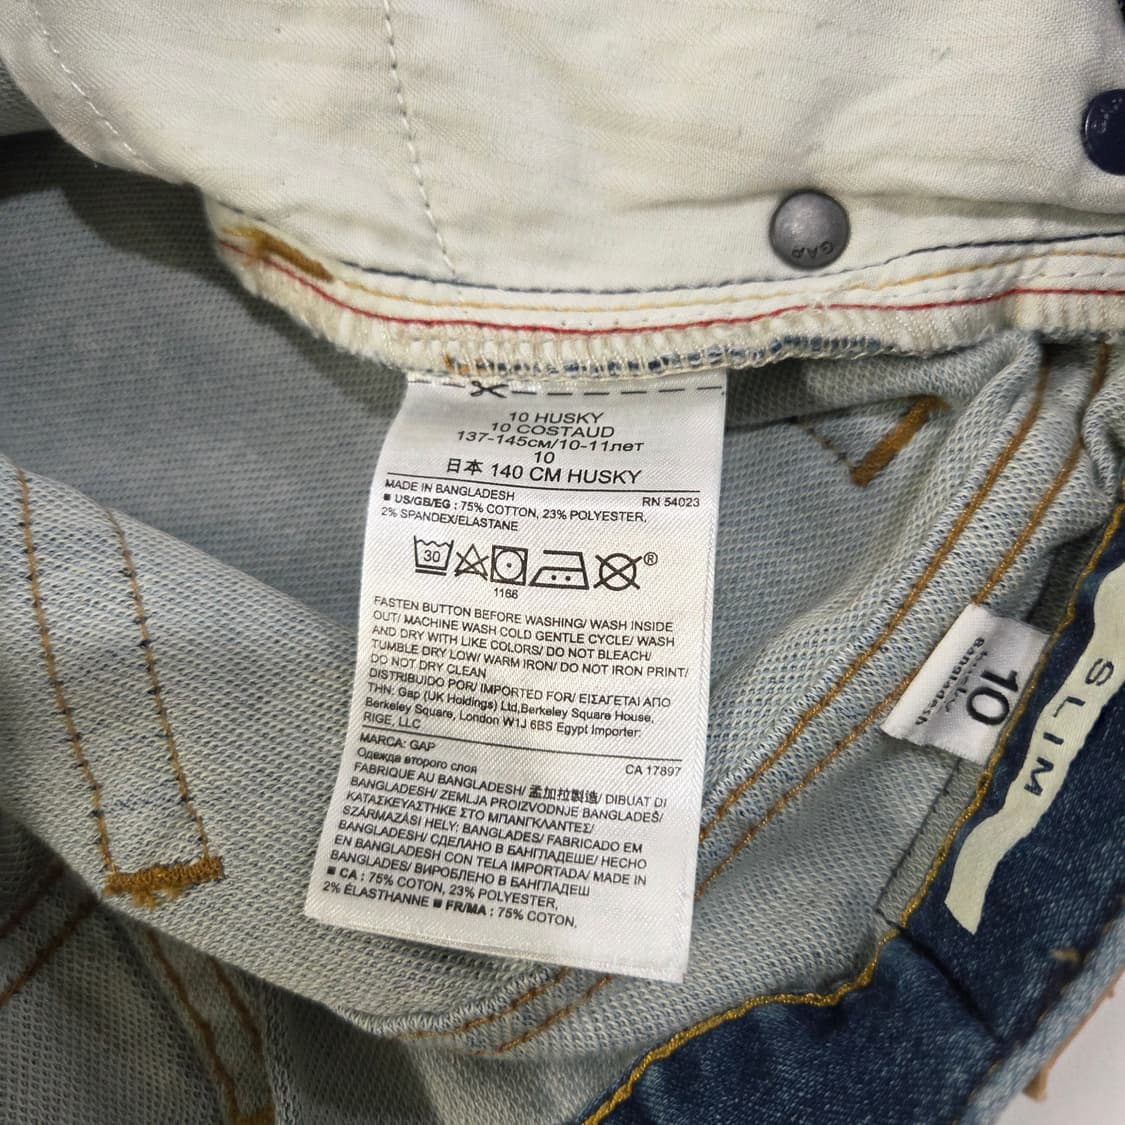 GAP
10 HUSKY
10 COSTAUD
137-145см/10-11лет
10
日本 140 CM HUSKY
MADE IN BANGLADESH RN 54023
■ US/GB/EG : 75% COTTON, 23% POLYESTER,
2% SPANDEX/ELASTANE
30
®
1166
FASTEN BUTTON BEFORE WASHING/ WASH INSIDE
OUT/ MACHINE WASH COLD GENTLE CYCLE/ WASH
AND DRY WITH LIKE COLORS/ DO NOT BLEACH/
TUMBLE DRY LOW/ WARM IRON/ DO NOT IRON PRINT/
DO NOT DRY CLEAN
DISTRIBUIDO POR/ IMPORTED FOR/ ΕΙΣΑΓΕΤΑΙ ΑΠΟ
ΤΗΝ: Gap (UK Holdings) Ltd,Berkeley Square House,
Berkeley Square, London W1J 6BS Egypt Importer:
RIGE, LLC
MARCA: GAP CA 17897
Одежда второго слоя
FABRIQUE AU BANGLADESH/ 孟加拉製造/ DIBUAT DI
BANGLADESH/ ZEMLJA PROIZVODNJE BANGLADEŠ/
ΚΑΤΑΣΚΕΥΑΣΤΗΚΕ ΣΤΟ ΜΠΑΝΓΚΛΑΝΤΕΣ/
SZÁRMAZÁSI HELY: BANGLADES/ FABRICADO EM
BANGLADESH/ СДЕЛАНО В БАНГЛАДЕШЕ/ HECHO
EN BANGLADESH CON TELA IMPORTADA/ MADE IN
BANGLADES/ ВИРОБЛЕНО В БАНГЛАДЕШ
■ CA : 75% COTON, 23% POLYESTER,
2% ÉLASTHANNE ■ FR/MA : 75% COTON,
10
Bangladesh
SLIM